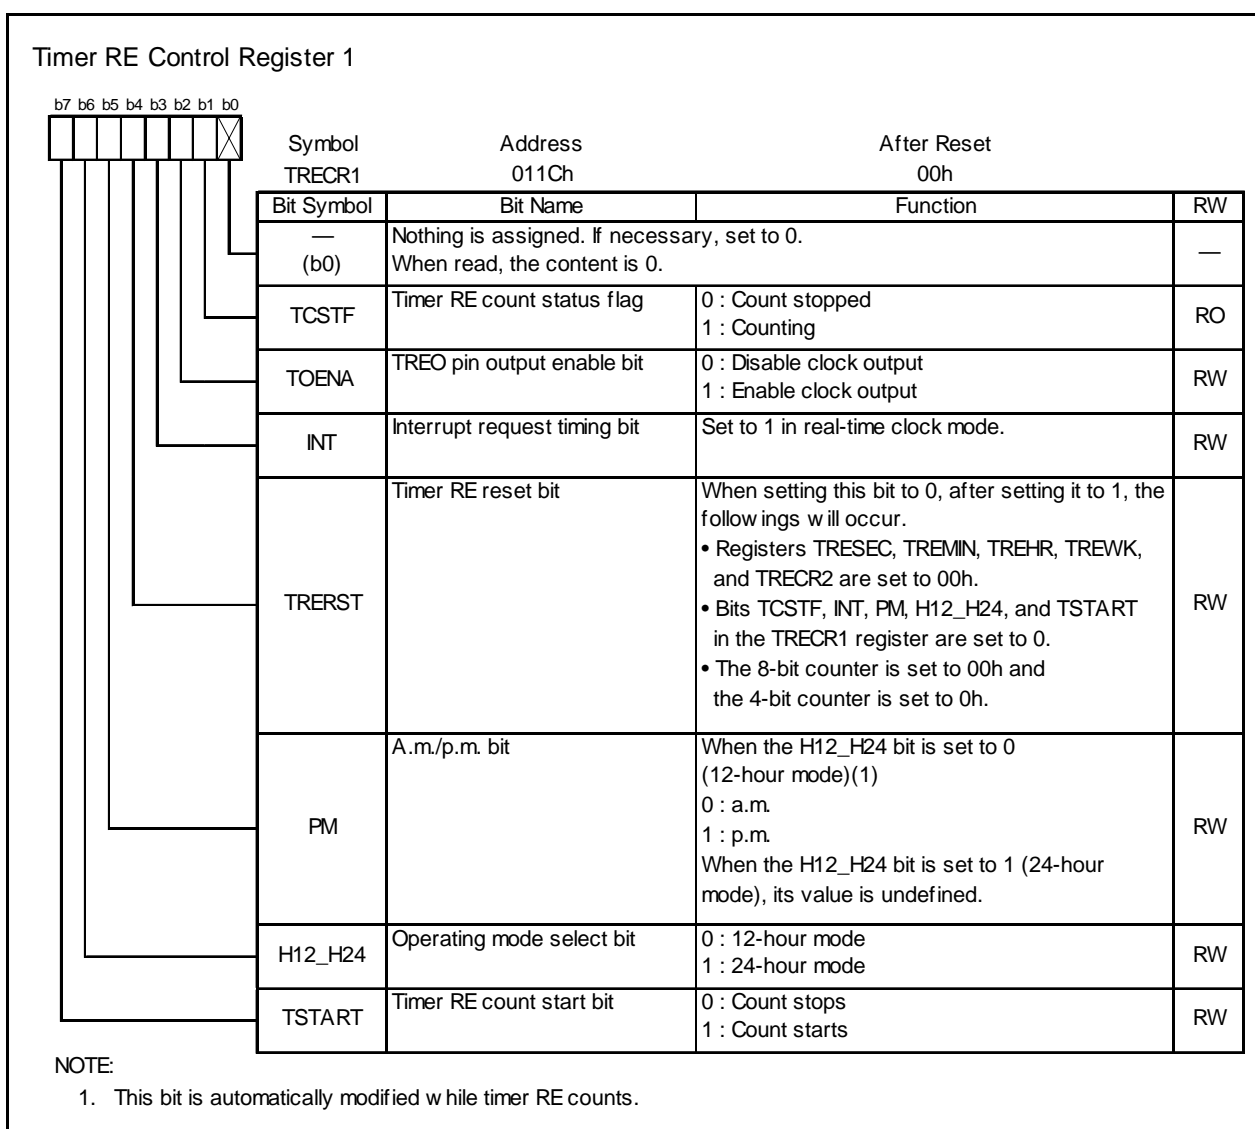 Timer RE Control Register 1
b7 b6 b5 b4 b3 b2 b1 b0
Symbol Address After Reset
TRECR1 011Ch 00h
Bit Symbol Bit Name Function RW
—
(b0)
Nothing is assigned. If necessary, set to 0.
When read, the content is 0.
—
TCSTF
Timer RE count status flag
0 : Count stopped
1 : Counting
RO
TOENA
TREO pin output enable bit
0 : Disable clock output
1 : Enable clock output
RW
INT
Interrupt request timing bit
Set to 1 in real-time clock mode.
RW
TRERST
Timer RE reset bit
When setting this bit to 0, after setting it to 1, the
followings will occur.
• Registers TRESEC, TREMIN, TREHR, TREWK,
and TRECR2 are set to 00h.
• Bits TCSTF, INT, PM, H12_H24, and TSTART
in the TRECR1 register are set to 0.
• The 8-bit counter is set to 00h and
the 4-bit counter is set to 0h.
RW
PM
A.m./p.m. bit
When the H12_H24 bit is set to 0
(12-hour mode)(1)
0 : a.m.
1 : p.m.
When the H12_H24 bit is set to 1 (24-hour
mode), its value is undefined.
RW
H12_H24
Operating mode select bit
0 : 12-hour mode
1 : 24-hour mode
RW
TSTART
Timer RE count start bit
0 : Count stops
1 : Count starts
RW
NOTE:
1. This bit is automatically modified while timer RE counts.